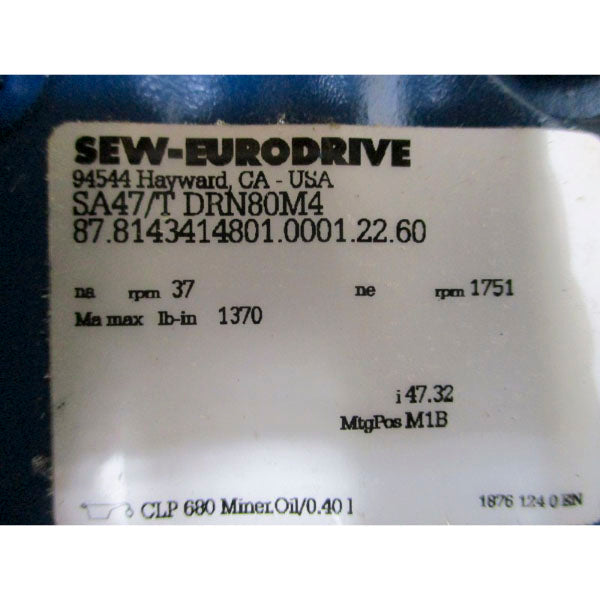 SEW-EURODRIVE
94544 Hayward, CA - USA
SA47/T DRN80M4
87.8143414801.0001.22.60
na rpm 37 ne rpm 1751
Ma max lb-in 1370
i 47.32
MtgPos M1B
CLP 680 Miner.Oil/0.40 l 1876 124 0 EN